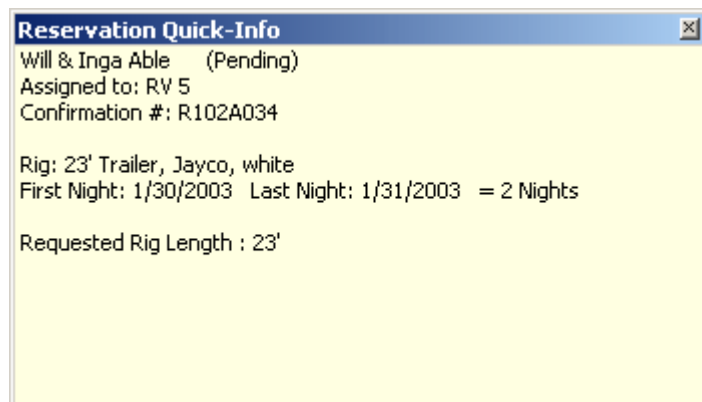 Reservation Quick-Info
Will & Inga Able (Pending)
Assigned to: RV 5
Confirmation #: R102A034
Rig: 23' Trailer, Jayco, white
First Night: 1/30/2003 Last Night: 1/31/2003 = 2 Nights
Requested Rig Length : 23'